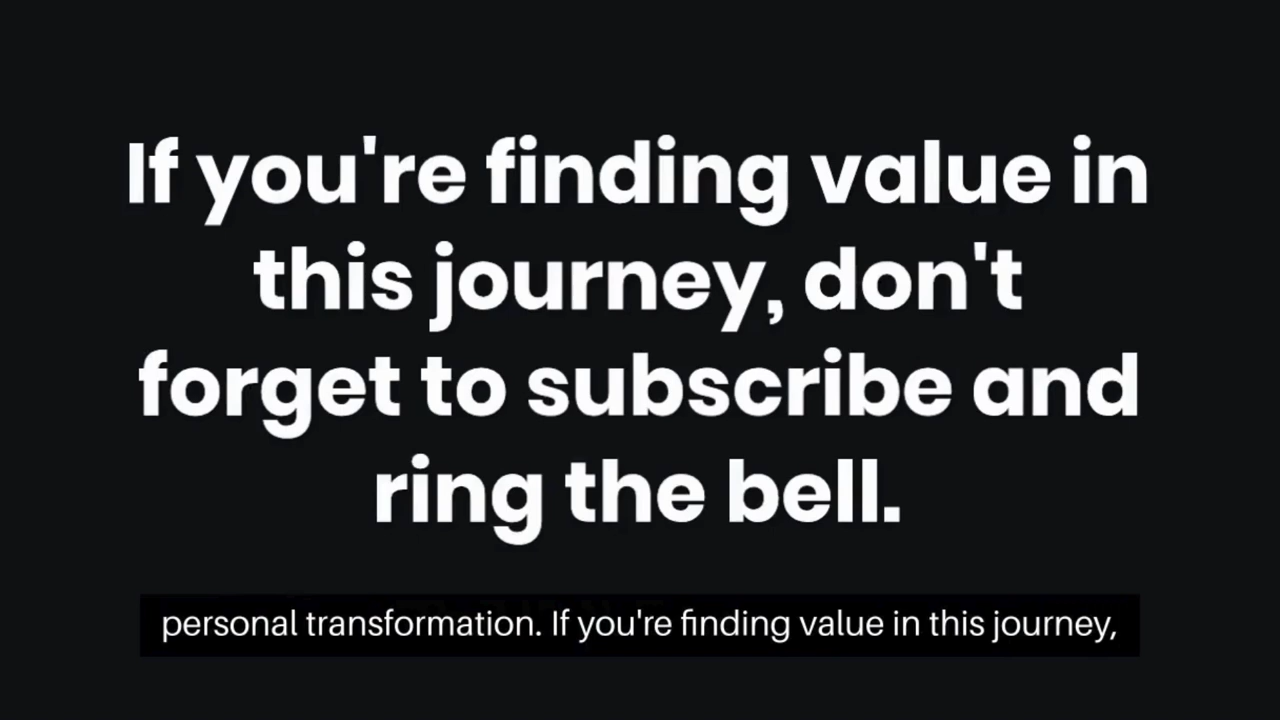 If you're finding value in
this journey, don't
forget to subscribe and
ring the bell.
personal transformation. If you're finding value in this journey,